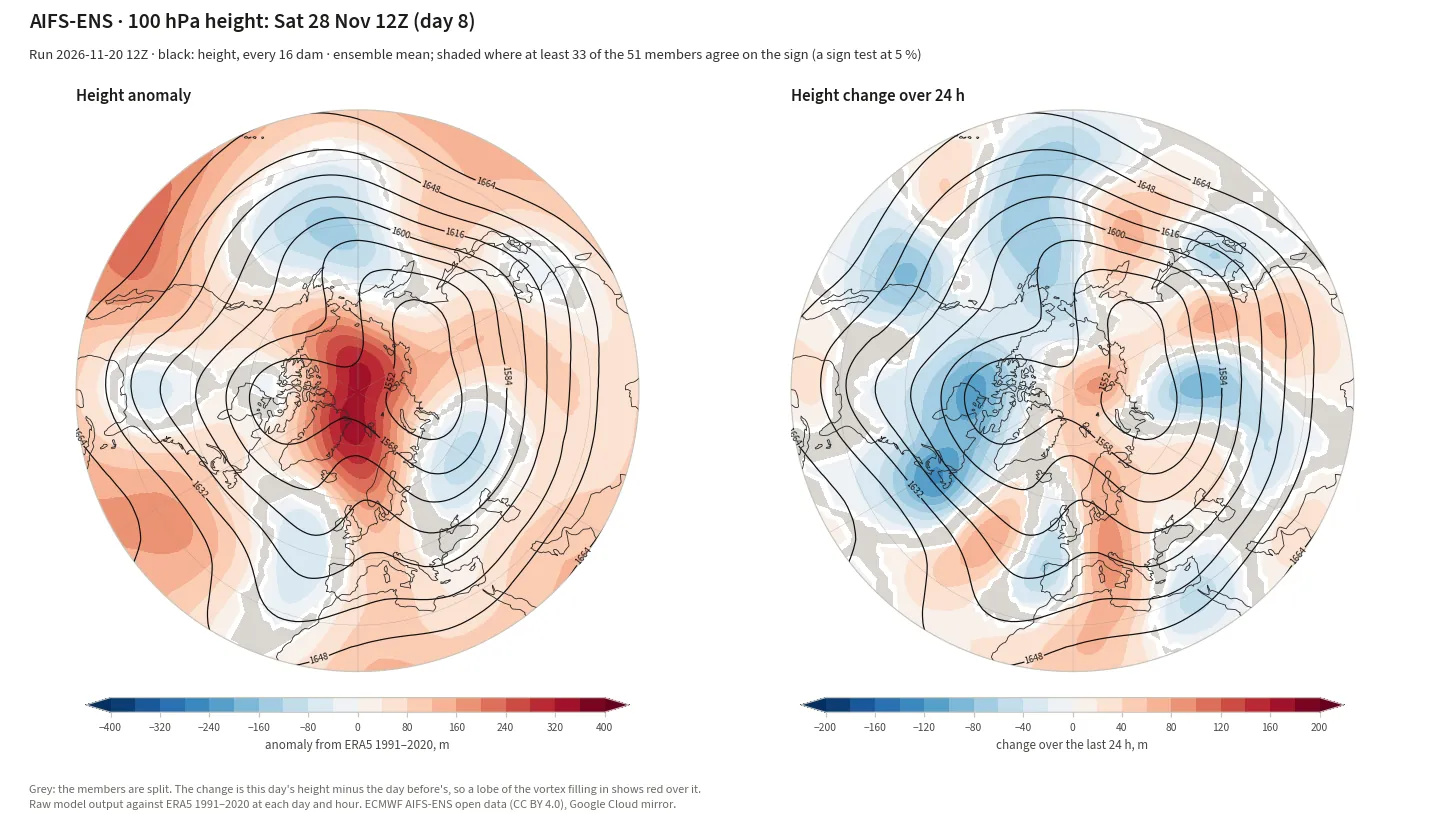 AIFS-ENS · 100 hPa height: Sat 28 Nov 12Z (day 8)
Run 2026-11-20 12Z · black: height, every 16 dam · ensemble mean; shaded where at least 33 of the 51 members agree on the sign (a sign test at 5 %)
Height anomaly
1664
1648
1600
1616
1584
1552
1568
1632
1664
1664
1648
−400 −320 −240 −160 −80 0 80 160 240 320 400
anomaly from ERA5 1991–2020, m
Height change over 24 h
1664
1648
1600
1616
1584
1552
1568
1632
1664
1664
1648
−200 −160 −120 −80 −40 0 40 80 120 160 200
change over the last 24 h, m
Grey: the members are split. The change is this day's height minus the day before's, so a lobe of the vortex filling in shows red over it.
Raw model output against ERA5 1991–2020 at each day and hour. ECMWF AIFS-ENS open data (CC BY 4.0), Google Cloud mirror.